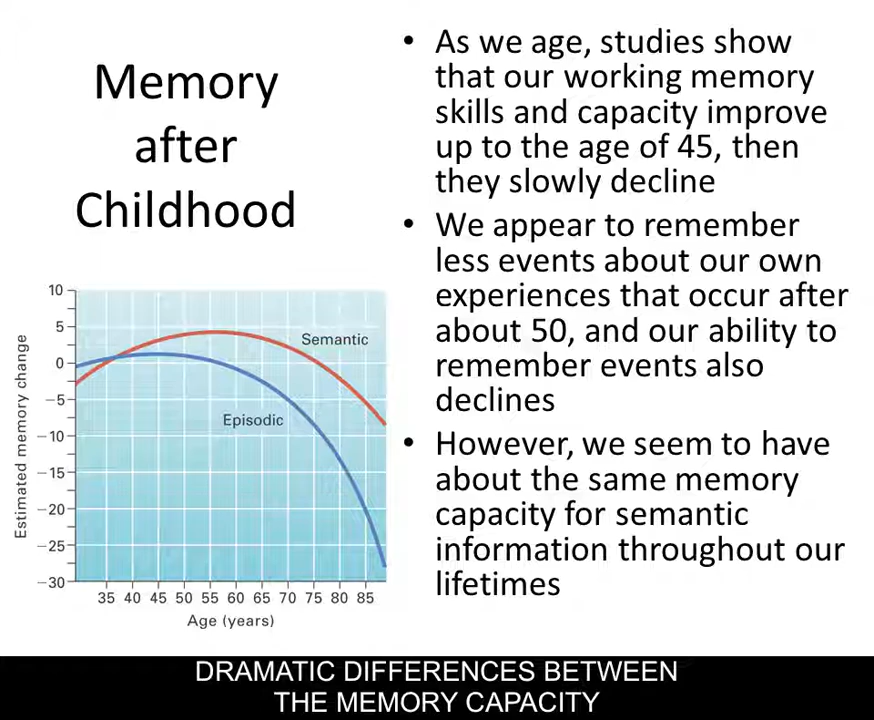 Memory
after
Childhood
• As we age, studies show
that our working memory
skills and capacity improve
up to the age of 45, then
they slowly decline
• We appear to remember
less events about our own
experiences that occur after
about 50, and our ability to
remember events also
declines
• However, we seem to have
about the same memory
capacity for semantic
information throughout our
lifetimes
Estimated memory change
10
5
0
−5
−10
−15
−20
−25
−30
Semantic
Episodic
35 40 45 50 55 60 65 70 75 80 85
Age (years)
DRAMATIC DIFFERENCES BETWEEN
THE MEMORY CAPACITY